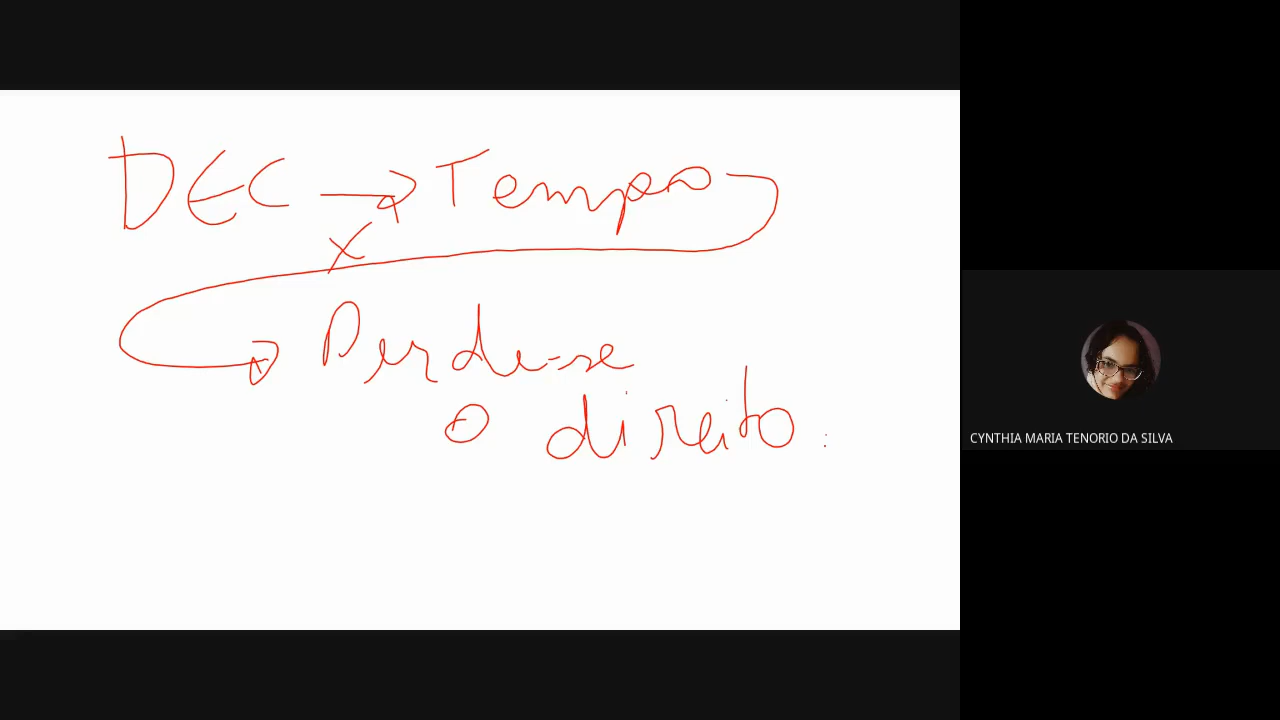 DEC → Tempo
x
Perde-se
o direito.
CYNTHIA MARIA TENORIO DA SILVA